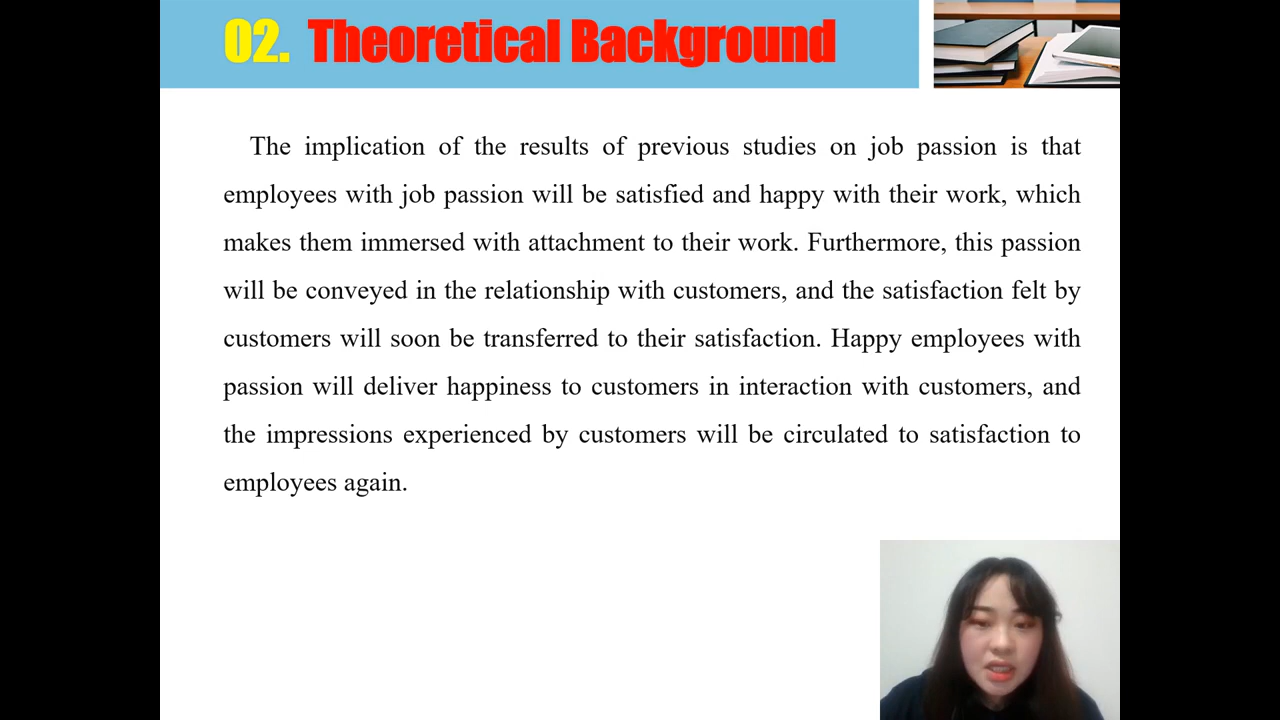 02. Theoretical Background
The implication of the results of previous studies on job passion is that
employees with job passion will be satisfied and happy with their work, which
makes them immersed with attachment to their work. Furthermore, this passion
will be conveyed in the relationship with customers, and the satisfaction felt by
customers will soon be transferred to their satisfaction. Happy employees with
passion will deliver happiness to customers in interaction with customers, and
the impressions experienced by customers will be circulated to satisfaction to
employees again.